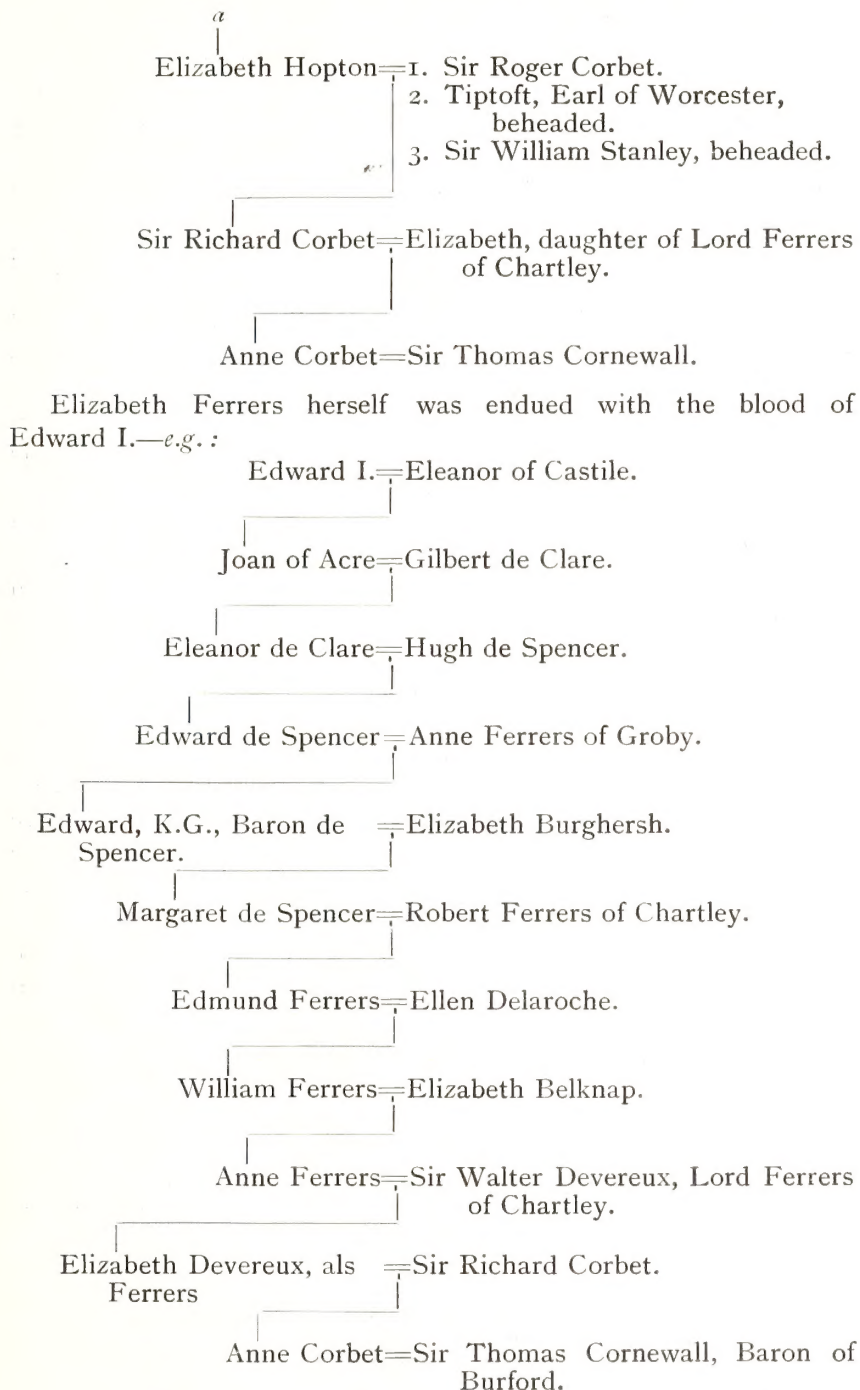 a
Elizabeth Hopton=1. Sir Roger Corbet.
2. Tiptoft, Earl of Worcester,
beheaded.
3. Sir William Stanley, beheaded.
Sir Richard Corbet=Elizabeth, daughter of Lord Ferrers
of Chartley.
Anne Corbet=Sir Thomas Cornewall.
Elizabeth Ferrers herself was endued with the blood of
Edward I.—e.g. :
Edward I.=Eleanor of Castile.
Joan of Acre=Gilbert de Clare.
Eleanor de Clare=Hugh de Spencer.
Edward de Spencer=Anne Ferrers of Groby.
Edward, K.G., Baron de =Elizabeth Burghersh.
Spencer.
Margaret de Spencer=Robert Ferrers of Chartley.
Edmund Ferrers=Ellen Delaroche.
William Ferrers=Elizabeth Belknap.
Anne Ferrers=Sir Walter Devereux, Lord Ferrers
of Chartley.
Elizabeth Devereux, als =Sir Richard Corbet.
Ferrers
Anne Corbet=Sir Thomas Cornewall, Baron of
Burford.